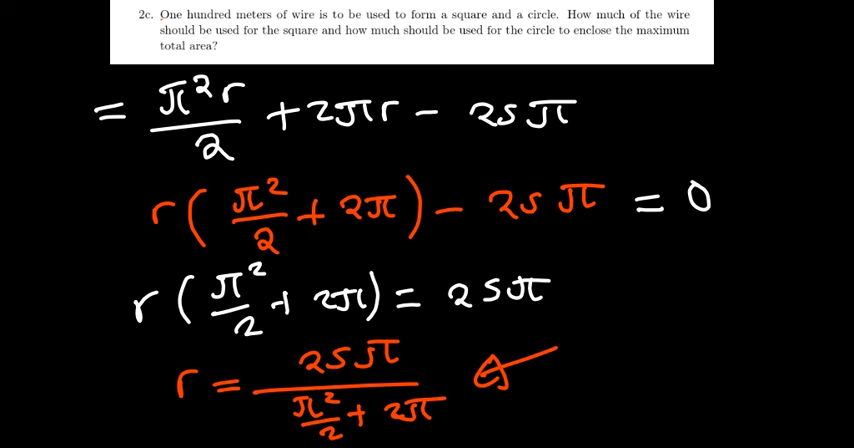 2c. One hundred meters of wire is to be used to form a square and a circle. How much of the wire
should be used for the square and how much should be used for the circle to enclose the maximum
total area?
= π²r/2 + 2πr - 25π
r(π²/2 + 2π) - 25π = 0
r(π²/2 + 2π) = 25π
r = 25π/(π²/2 + 2π)